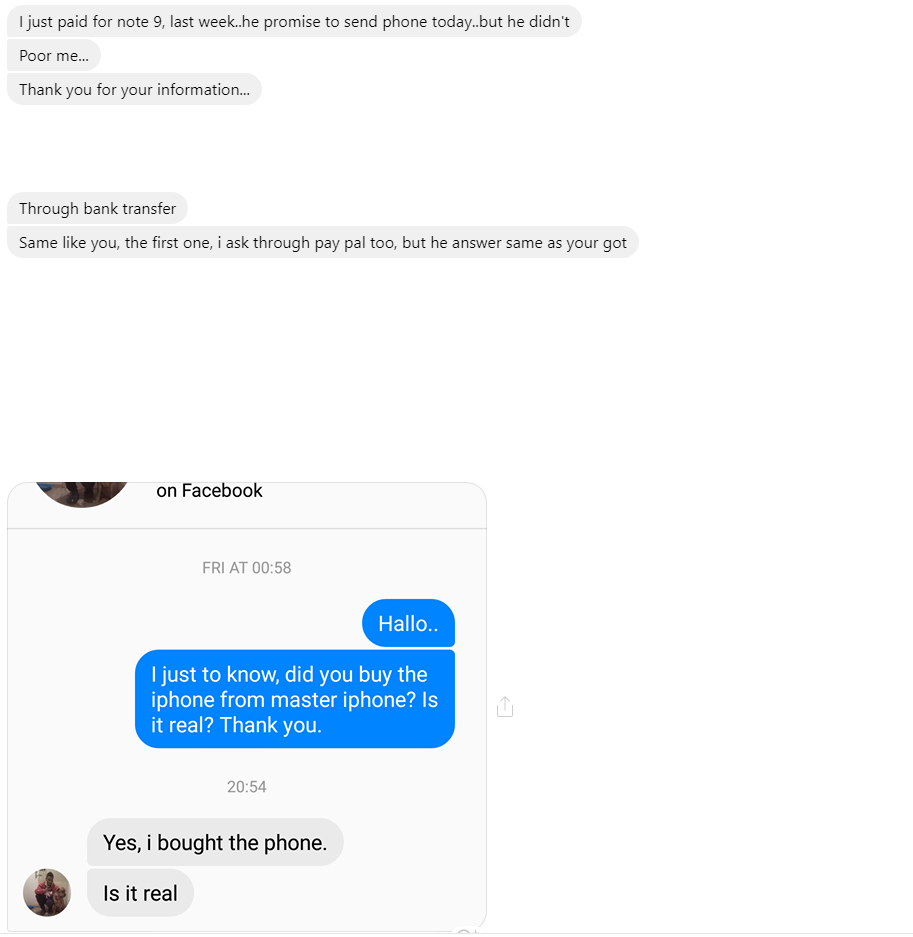 I just paid for note 9, last week..he promise to send phone today..but he didn't
Poor me...
Thank you for your information...
Through bank transfer
Same like you, the first one, i ask through pay pal too, but he answer same as your got
on Facebook
FRI AT 00:58
Hallo..
I just to know, did you buy the
iphone from master iphone? Is
it real? Thank you.
20:54
Yes, i bought the phone.
Is it real